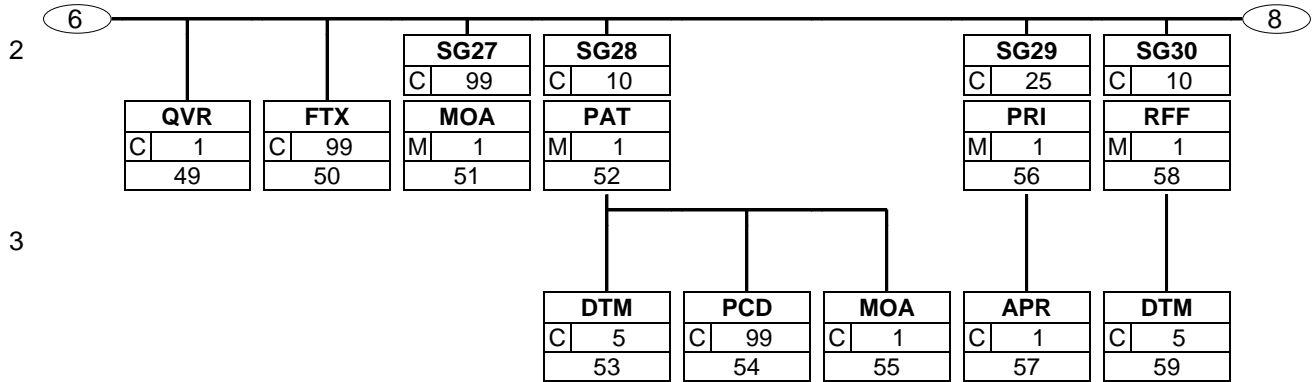 6 8
2 SG27 SG28 SG29 SG30
C 99 C 10 C 25 C 10
QVR FTX MOA PAT PRI RFF
C 1 C 99 M 1 M 1 M 1 M 1
49 50 51 52 56 58
3
DTM PCD MOA APR DTM
C 5 C 99 C 1 C 1 C 5
53 54 55 57 59